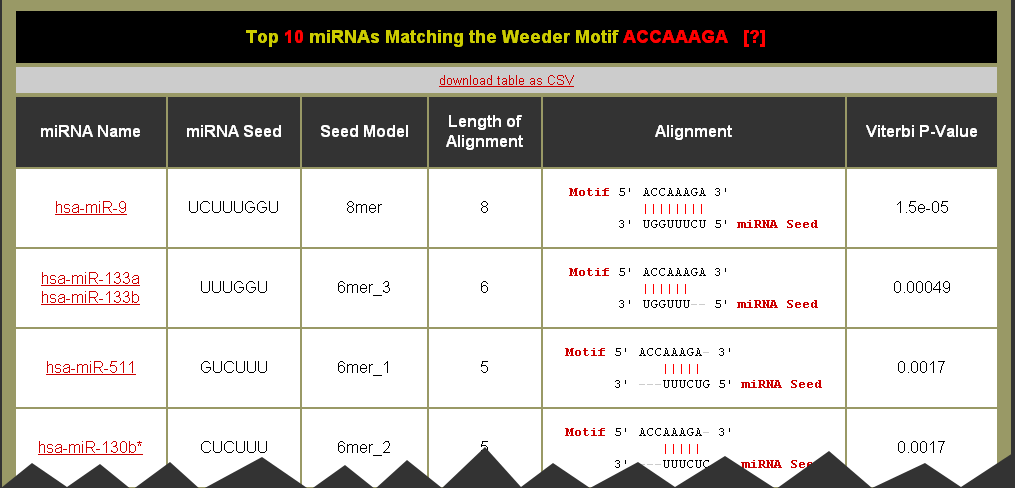 Top 10 miRNAs Matching the Weeder Motif ACCAAAGA [?]
download table as CSV
miRNA Name miRNA Seed Seed Model Length of Alignment Alignment Viterbi P-Value
Motif 5' ACCAAAGA 3'
hsa-miR-9 UCUUUGGU 8mer 8 |||||||| 1.5e-05
3' UGGUUUCU 5' miRNA Seed
Motif 5' ACCAAAGA 3'
hsa-miR-133a
hsa-miR-133b UUUGGU 6mer_3 6 |||||| 0.00049
3' UGGUUU-- 5' miRNA Seed
Motif 5' ACCAAAGA- 3'
hsa-miR-511 GUCUUU 6mer_1 5 ||||| 0.0017
3' ---UUUCUG 5' miRNA Seed
Motif 5' ACCAAAGA- 3'
hsa-miR-130b* CUCUUU 6mer_2 5 ||||| 0.0017
3' ---UUUCUC miRNA